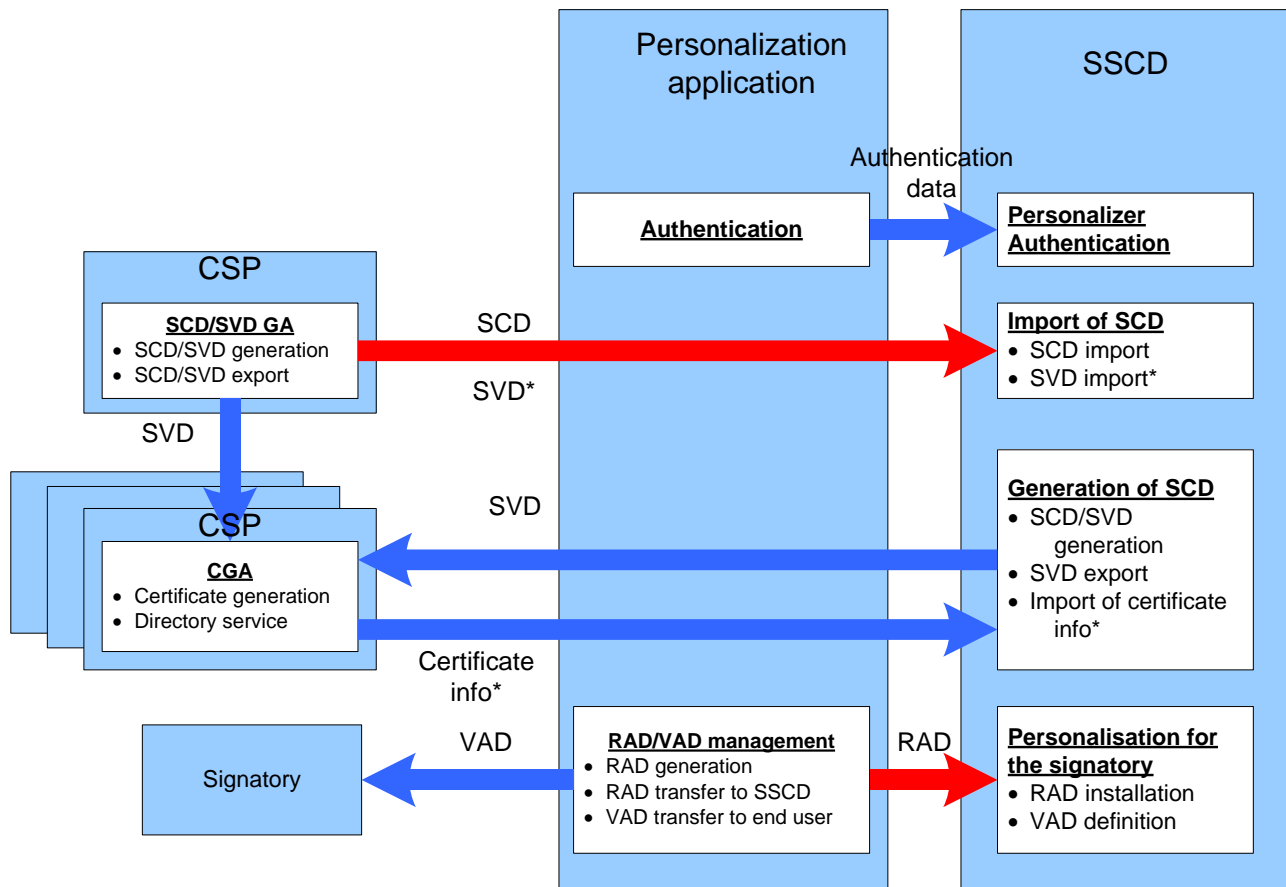 Personalization
application
SSCD
Authentication
data
Authentication
Personalizer
Authentication
CSP
SCD/SVD GA
• SCD/SVD generation
• SCD/SVD export
SCD
SVD*
Import of SCD
• SCD import
• SVD import*
SVD
CSP
CGA
• Certificate generation
• Directory service
SVD
Generation of SCD
• SCD/SVD
generation
• SVD export
• Import of certificate
info*
Certificate
info*
Signatory
VAD
RAD/VAD management
• RAD generation
• RAD transfer to SSCD
• VAD transfer to end user
RAD
Personalisation for
the signatory
• RAD installation
• VAD definition